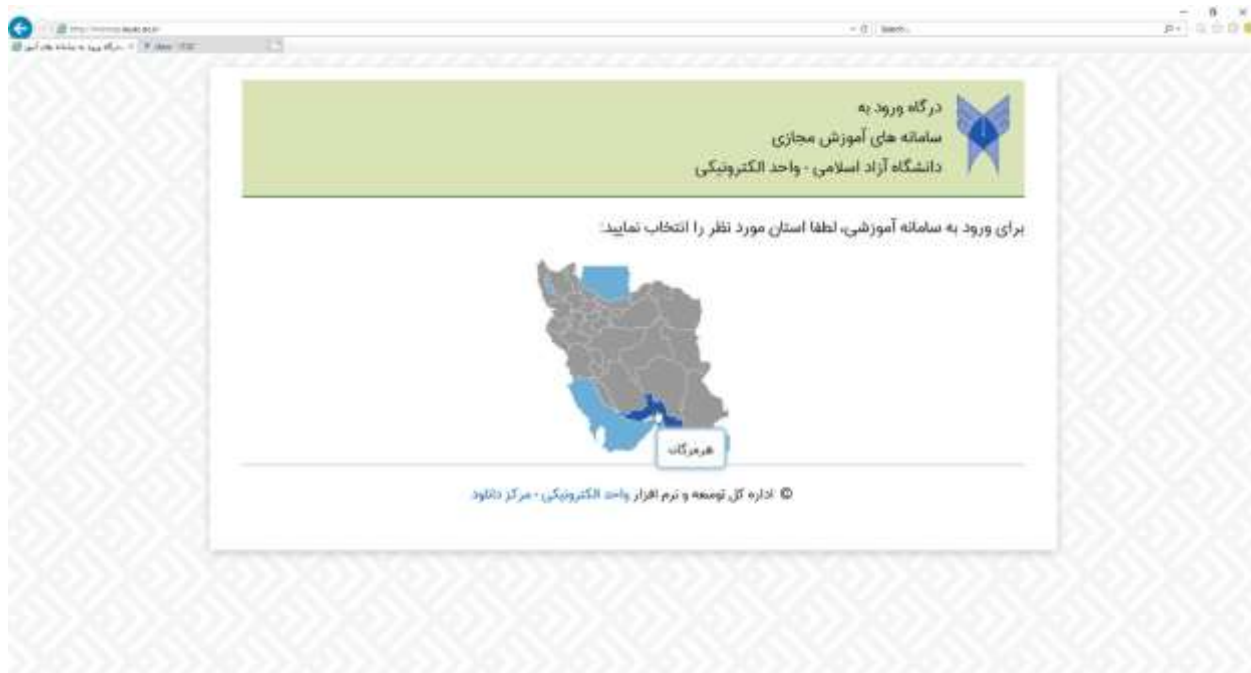 Search...
درگاه ورود به
سامانه های آموزش مجازی
دانشگاه آزاد اسلامی - واحد الکترونیکی
برای ورود به سامانه آموزشی، لطفا استان مورد نظر را انتخاب نمایید:
هرمزگان
© اداره کل توسعه و نرم افزار واحد الکترونیکی - مرکز دانلود